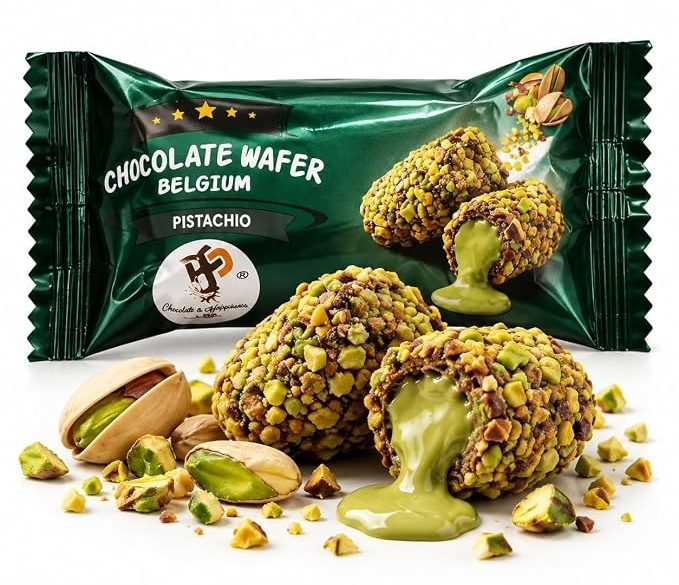 CHOCOLATE WAFER
BELGIUM
PISTACHIO
®
Chocolate & Happiness